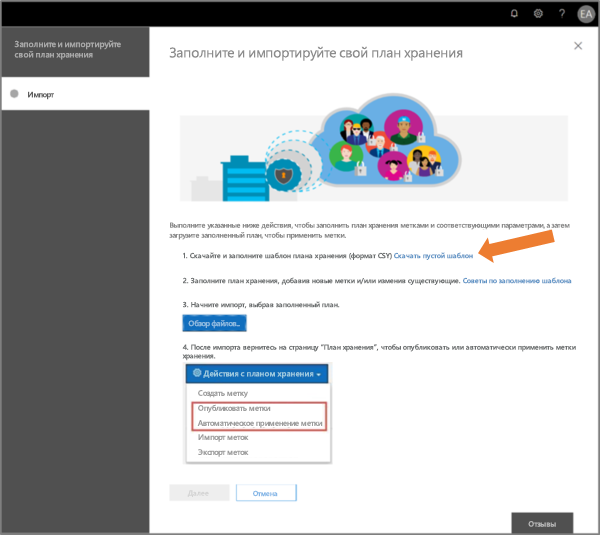 ? EA
Заполните и импортируйте
свой план хранения
Импорт
Заполните и импортируйте свой план хранения
Выполните указанные ниже действия, чтобы заполнить план хранения метками и соответствующими параметрами, а затем
загрузите заполненный план, чтобы применить метки.
1. Скачайте и заполните шаблон плана хранения (формат CSY) Скачать пустой шаблон
2. Заполните план хранения, добавив новые метки и/или изменив существующие. Советы по заполнению шаблона
3. Начните импорт, выбрав заполненный план.
Обзор файлов..
4. После импорта вернитесь на страницу "План хранения", чтобы опубликовать или автоматически применить метки
хранения.
Действия с планом хранения
Создать метку
Опубликовать метки
Автоматическое применение метки
Импорт меток
Экспорт меток
Далее
Отмена
Отзывы